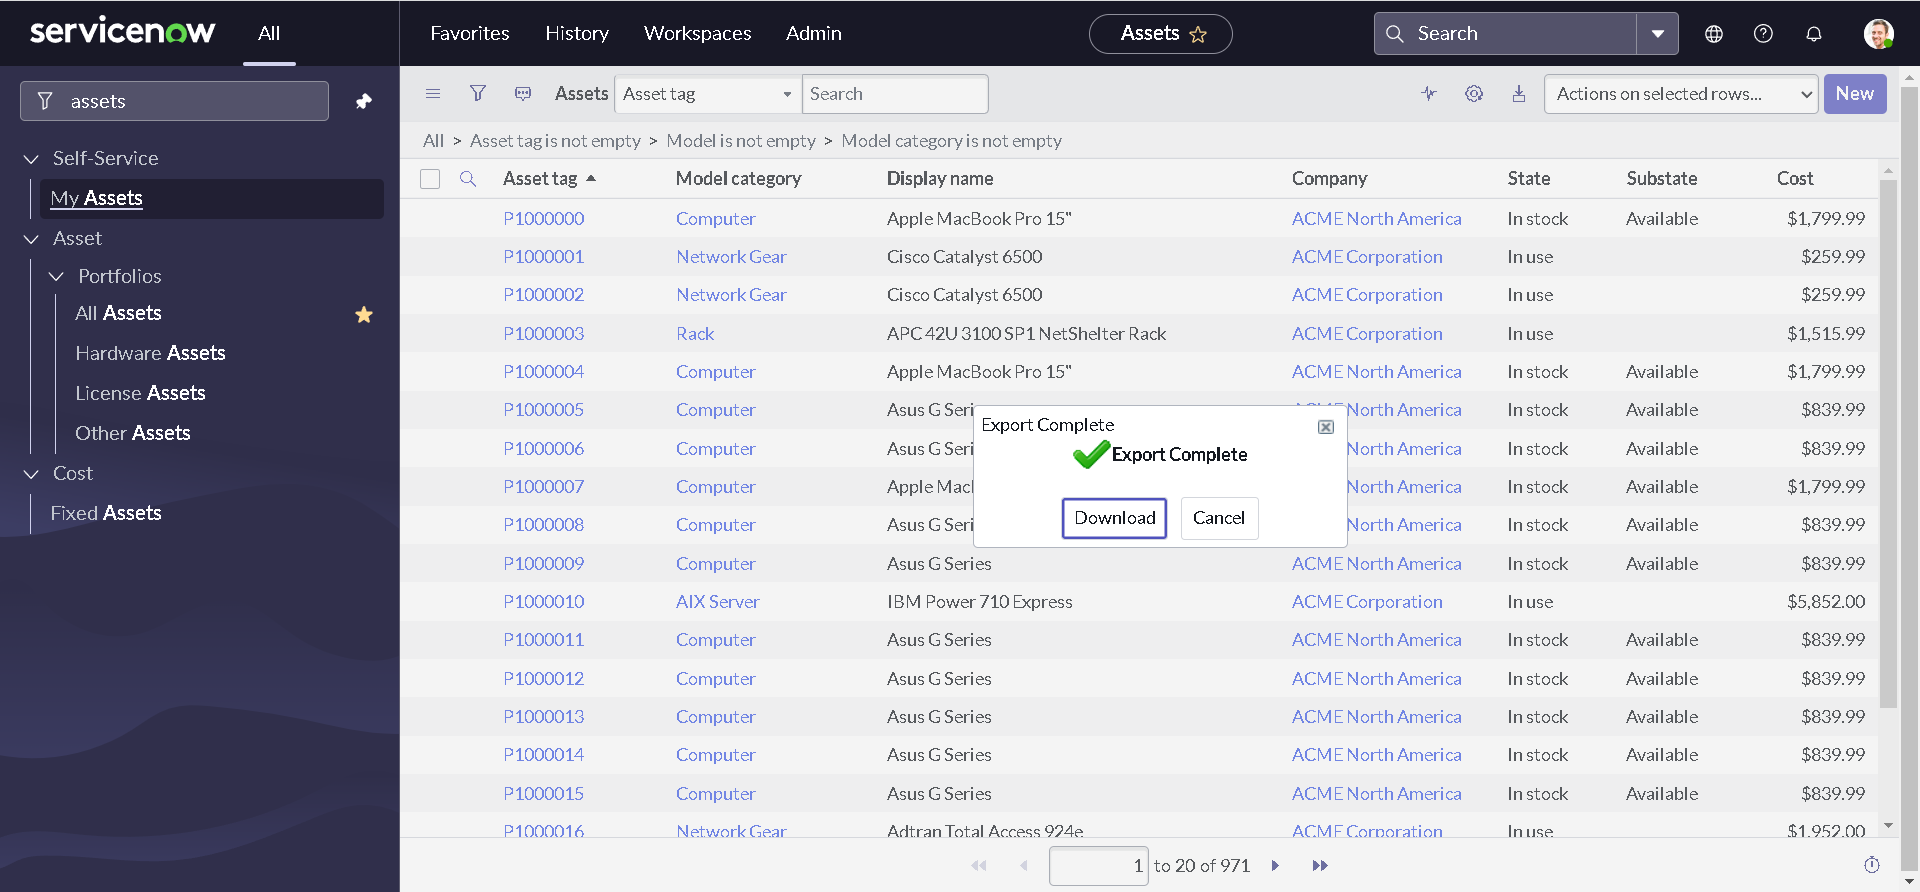 servicenow
All
Favorites
History
Workspaces
Admin
Assets
Search
assets
Self-Service
My Assets
Asset
Portfolios
All Assets
Hardware Assets
License Assets
Other Assets
Cost
Fixed Assets
Assets
Asset tag
Search
Actions on selected rows...
New
All > Asset tag is not empty > Model is not empty > Model category is not empty
Asset tag Model category Display name Company State Substate Cost
P1000000 Computer Apple MacBook Pro 15" ACME North America In stock Available $1,799.99
P1000001 Network Gear Cisco Catalyst 6500 ACME Corporation In use $259.99
P1000002 Network Gear Cisco Catalyst 6500 ACME Corporation In use $259.99
P1000003 Rack APC 42U 3100 SP1 NetShelter Rack ACME Corporation In use $1,515.99
P1000004 Computer Apple MacBook Pro 15" ACME North America In stock Available $1,799.99
P1000005 Computer Asus G North America In stock Available $839.99
P1000006 Computer Asus G North America In stock Available $839.99
P1000007 Computer Apple North America In stock Available $1,799.99
P1000008 Computer Asus G North America In stock Available $839.99
P1000009 Computer Asus G Series ACME North America In stock Available $839.99
P1000010 AIX Server IBM Power 710 Express ACME Corporation In use $5,852.00
P1000011 Computer Asus G Series ACME North America In stock Available $839.99
P1000012 Computer Asus G Series ACME North America In stock Available $839.99
P1000013 Computer Asus G Series ACME North America In stock Available $839.99
P1000014 Computer Asus G Series ACME North America In stock Available $839.99
P1000015 Computer Asus G Series ACME North America In stock Available $839.99
P1000016 Network Gear Adtran Total Access 924e ACME Corporation In use $1,952.00
Export Complete
Export Complete
Download
Cancel
1 to 20 of 971